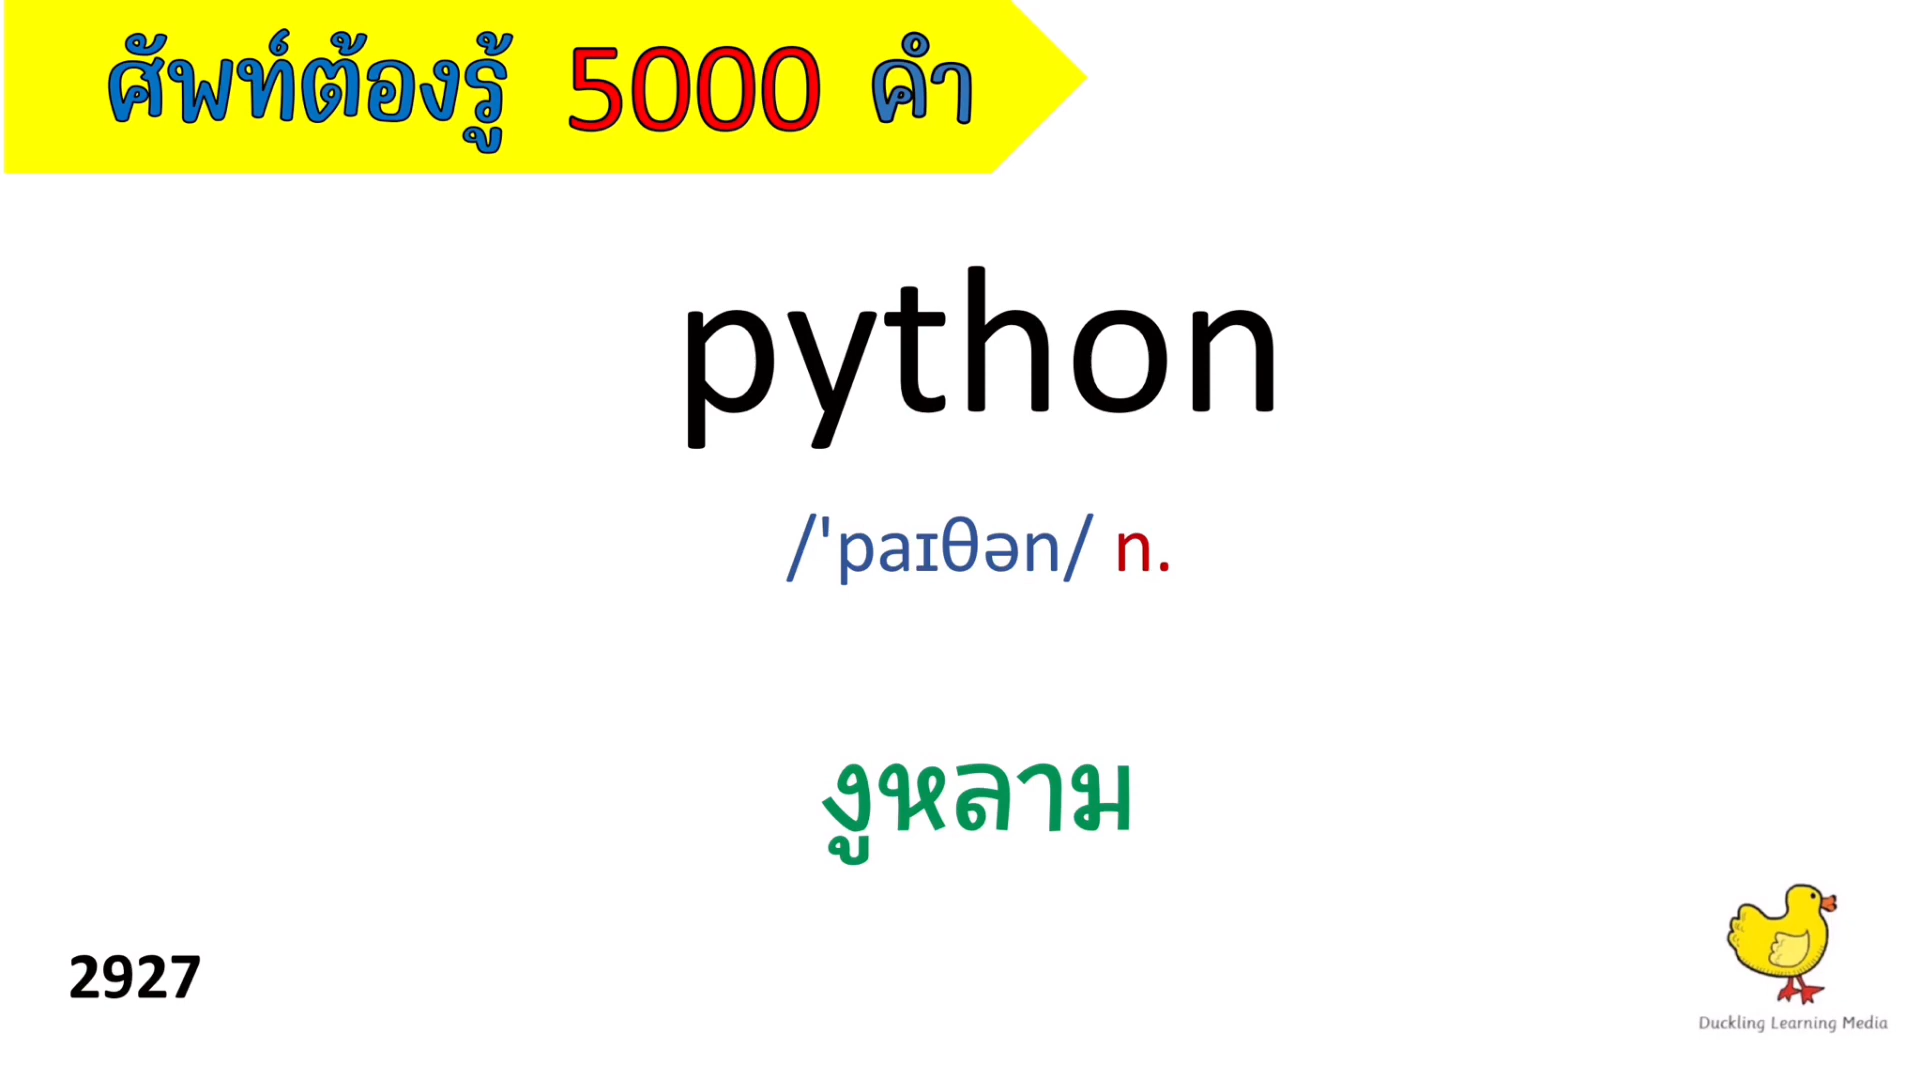 ศัพท์ต้องรู้ 5000 คำ
python
/'paɪθən/ n.
งูหลาม
2927
Duckling Learning Media